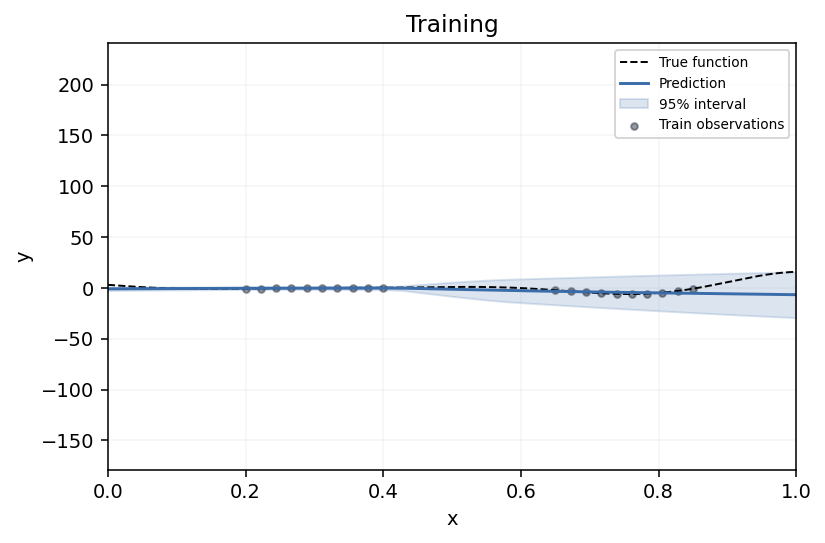 Training
True function
Prediction
95% interval
Train observations
200
150
100
50
0
−50
−100
−150
y
0.0 0.2 0.4 0.6 0.8 1.0
x